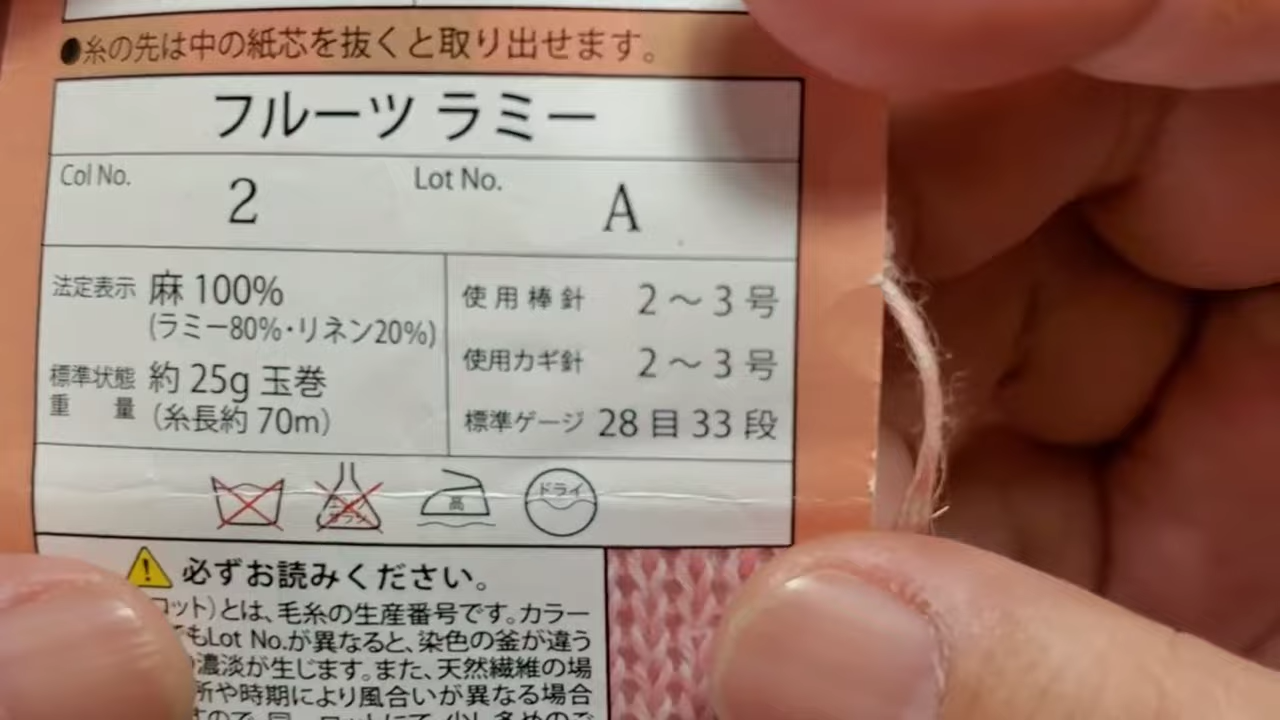 ●糸の先は中の紙芯を抜くと取り出せます。
フルーツ ラミー
Col No. 2 Lot No. A
法定表示 麻 100%
(ラミー80%・リネン20%)
標準状態重量 約 25g 玉巻
(糸長約 70m)
使用棒針 2～3号
使用カギ針 2～3号
標準ゲージ 28目33段
高
ドライ
必ずお読みください。
ロット)とは、毛糸の生産番号です。カラー
もLot No.が異なると、染色の釜が違う
濃淡が生じます。また、天然繊維の場
所や時期により風合いが異なる場合